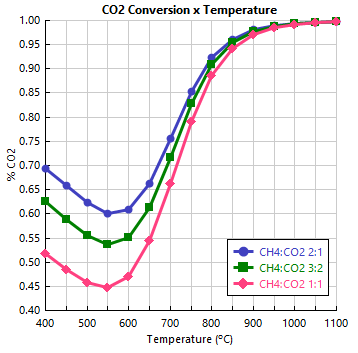 CO2 Conversion x Temperature
1.00
0.95
0.90
0.85
0.80
0.75
0.70
0.65
0.60
0.55
0.50
0.45
0.40
% CO2
CH4:CO2 2:1
CH4:CO2 3:2
CH4:CO2 1:1
400 500 600 700 800 900 1000 1100
Temperature (ºC)